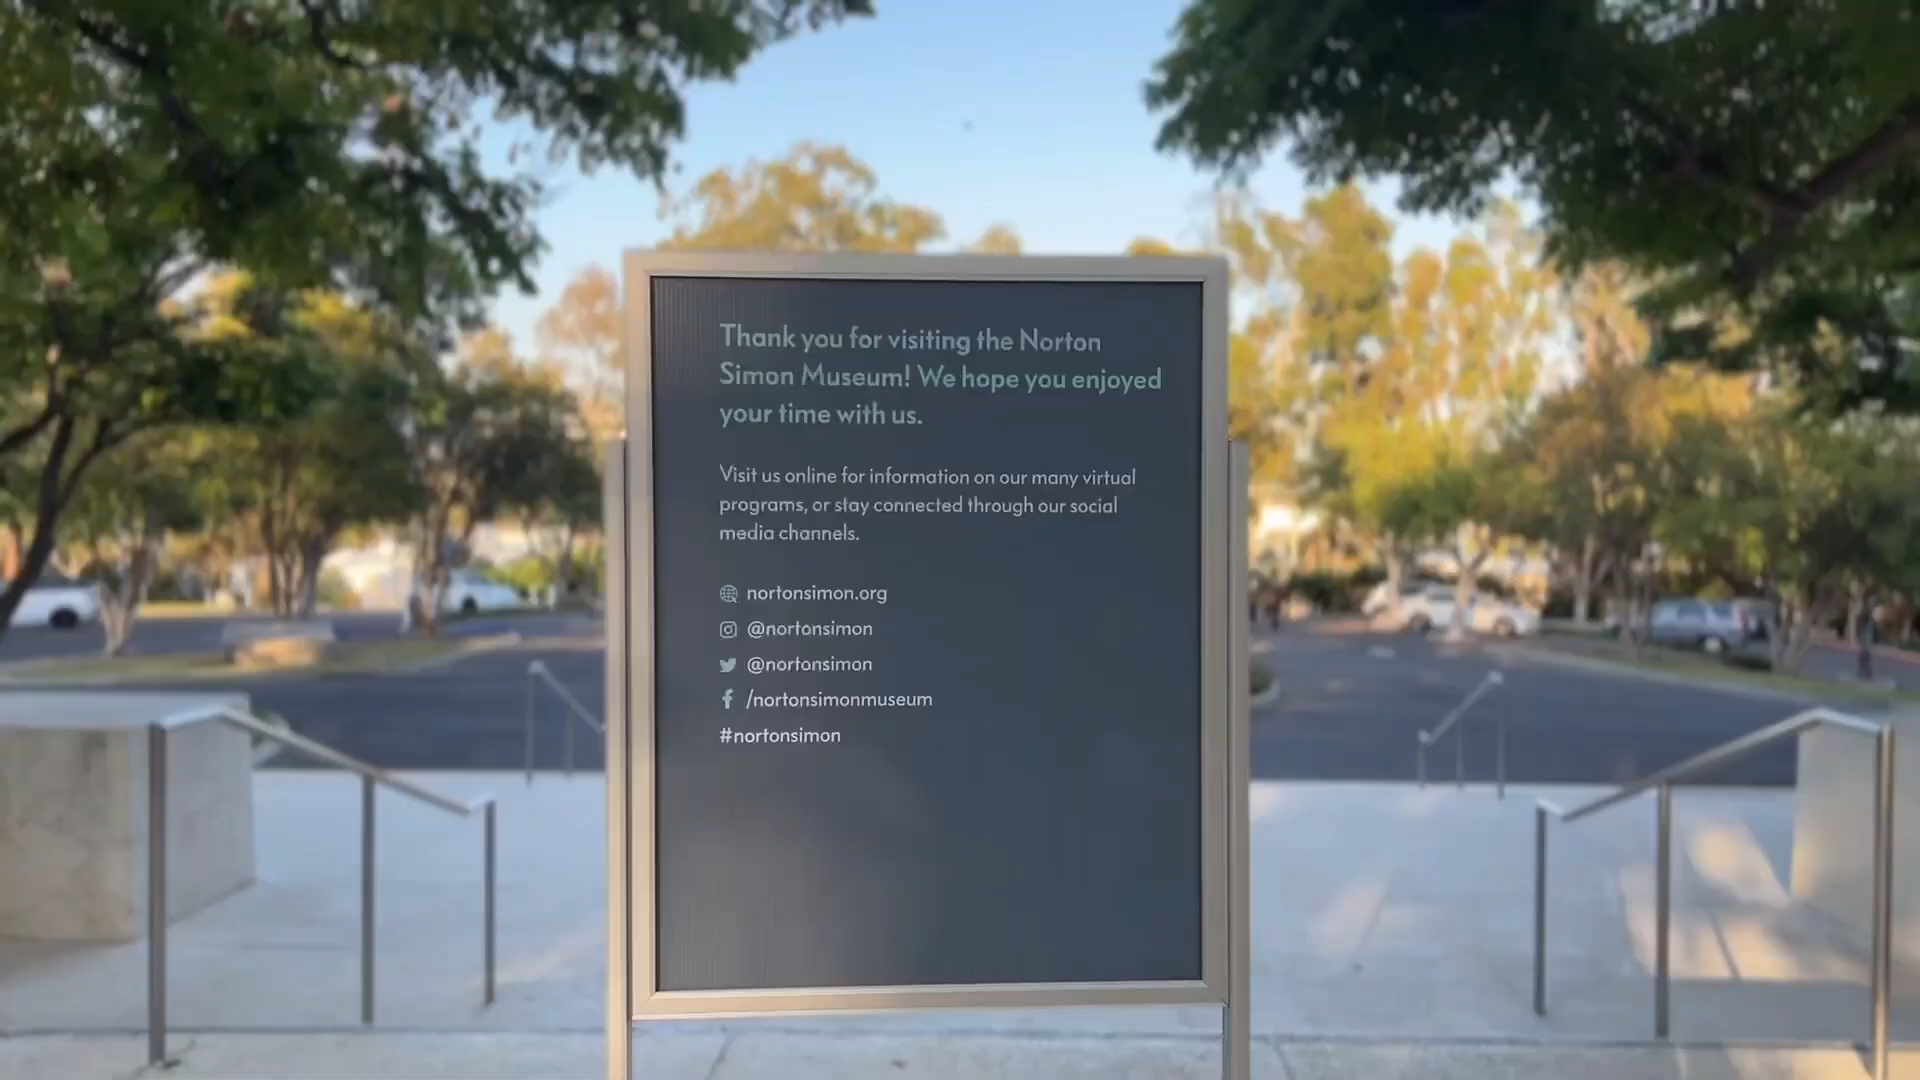 Thank you for visiting the Norton
Simon Museum! We hope you enjoyed
your time with us.
Visit us online for information on our many virtual
programs, or stay connected through our social
media channels.
nortonsimon.org
@nortonsimon
@nortonsimon
/nortonsimonmuseum
#nortonsimon